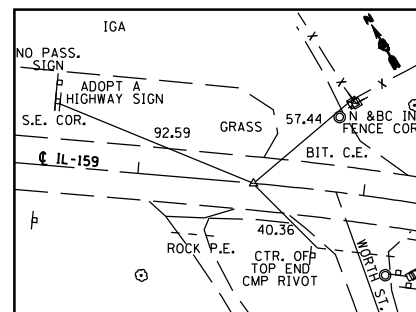 IGA
N
NO PASS.
SIGN
ADOPT A
HIGHWAY SIGN
S.E. COR.
92.59
GRASS
57.44
N &BC IN
FENCE COR
BIT. C.E.
℄ IL-159
40.36
ROCK P.E.
CTR. OF
TOP END
CMP RIVOT
WORTH ST.